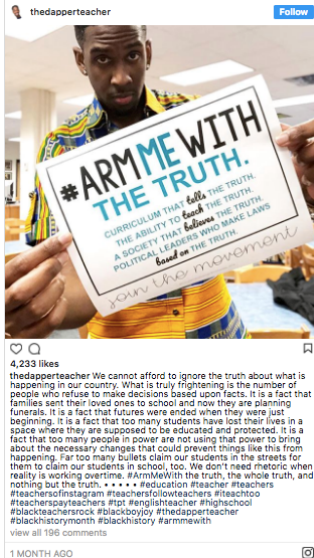 thedapperteacher
Follow
#ARM ME WITH
THE TRUTH.
CURRICULUM THAT tells THE TRUTH.
THE ABILITY TO teach THE TRUTH.
A SOCIETY THAT believes THE TRUTH.
POLITICAL LEADERS WHO MAKE LAWS
based on THE TRUTH.
join the movement
4,233 likes
thedapperteacher We cannot afford to ignore the truth about what is
happening in our country. What is truly frightening is the number of
people who refuse to make decisions based upon facts. It is a fact that
families sent their loved ones to school and now they are planning
funerals. It is a fact that futures were ended when they were just
beginning. It is a fact that too many students have lost their lives in a
space where they are supposed to be educated and protected. It is a
fact that too many people in power are not using that power to bring
about the necessary changes that could prevent things like this from
happening. Far too many bullets claim our students in the streets for
them to claim our students in school, too. We don't need rhetoric when
reality is working overtime. #ArmMeWith the truth, the whole truth, and
nothing but the truth. • • • • • #education #teacher #teachers
#teachersofinstagram #teachersfollowteachers #iteachtoo
#teacherspayteachers #tpt #englishteacher #highschool
#blackteachersrock #blackboyjoy #thedapperteacher
#blackhistorymonth #blackhistory #armmewith
view all 196 comments
1 MONTH AGO